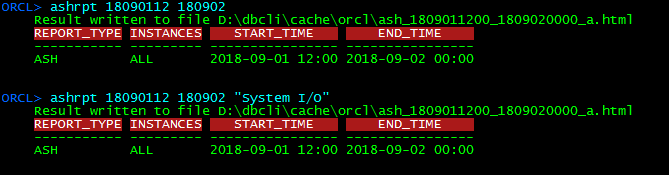 ORCL> ashrpt 18090112 180902
Result written to file D:\dbcli\cache\orcl\ash_1809011200_1809020000_a.html
REPORT_TYPE INSTANCES START_TIME END_TIME
----------- --------- ---------------- ----------------
ASH ALL 2018-09-01 12:00 2018-09-02 00:00
ORCL> ashrpt 18090112 180902 "System I/O"
Result written to file D:\dbcli\cache\orcl\ash_1809011200_1809020000_a.html
REPORT_TYPE INSTANCES START_TIME END_TIME
----------- --------- ---------------- ----------------
ASH ALL 2018-09-01 12:00 2018-09-02 00:00